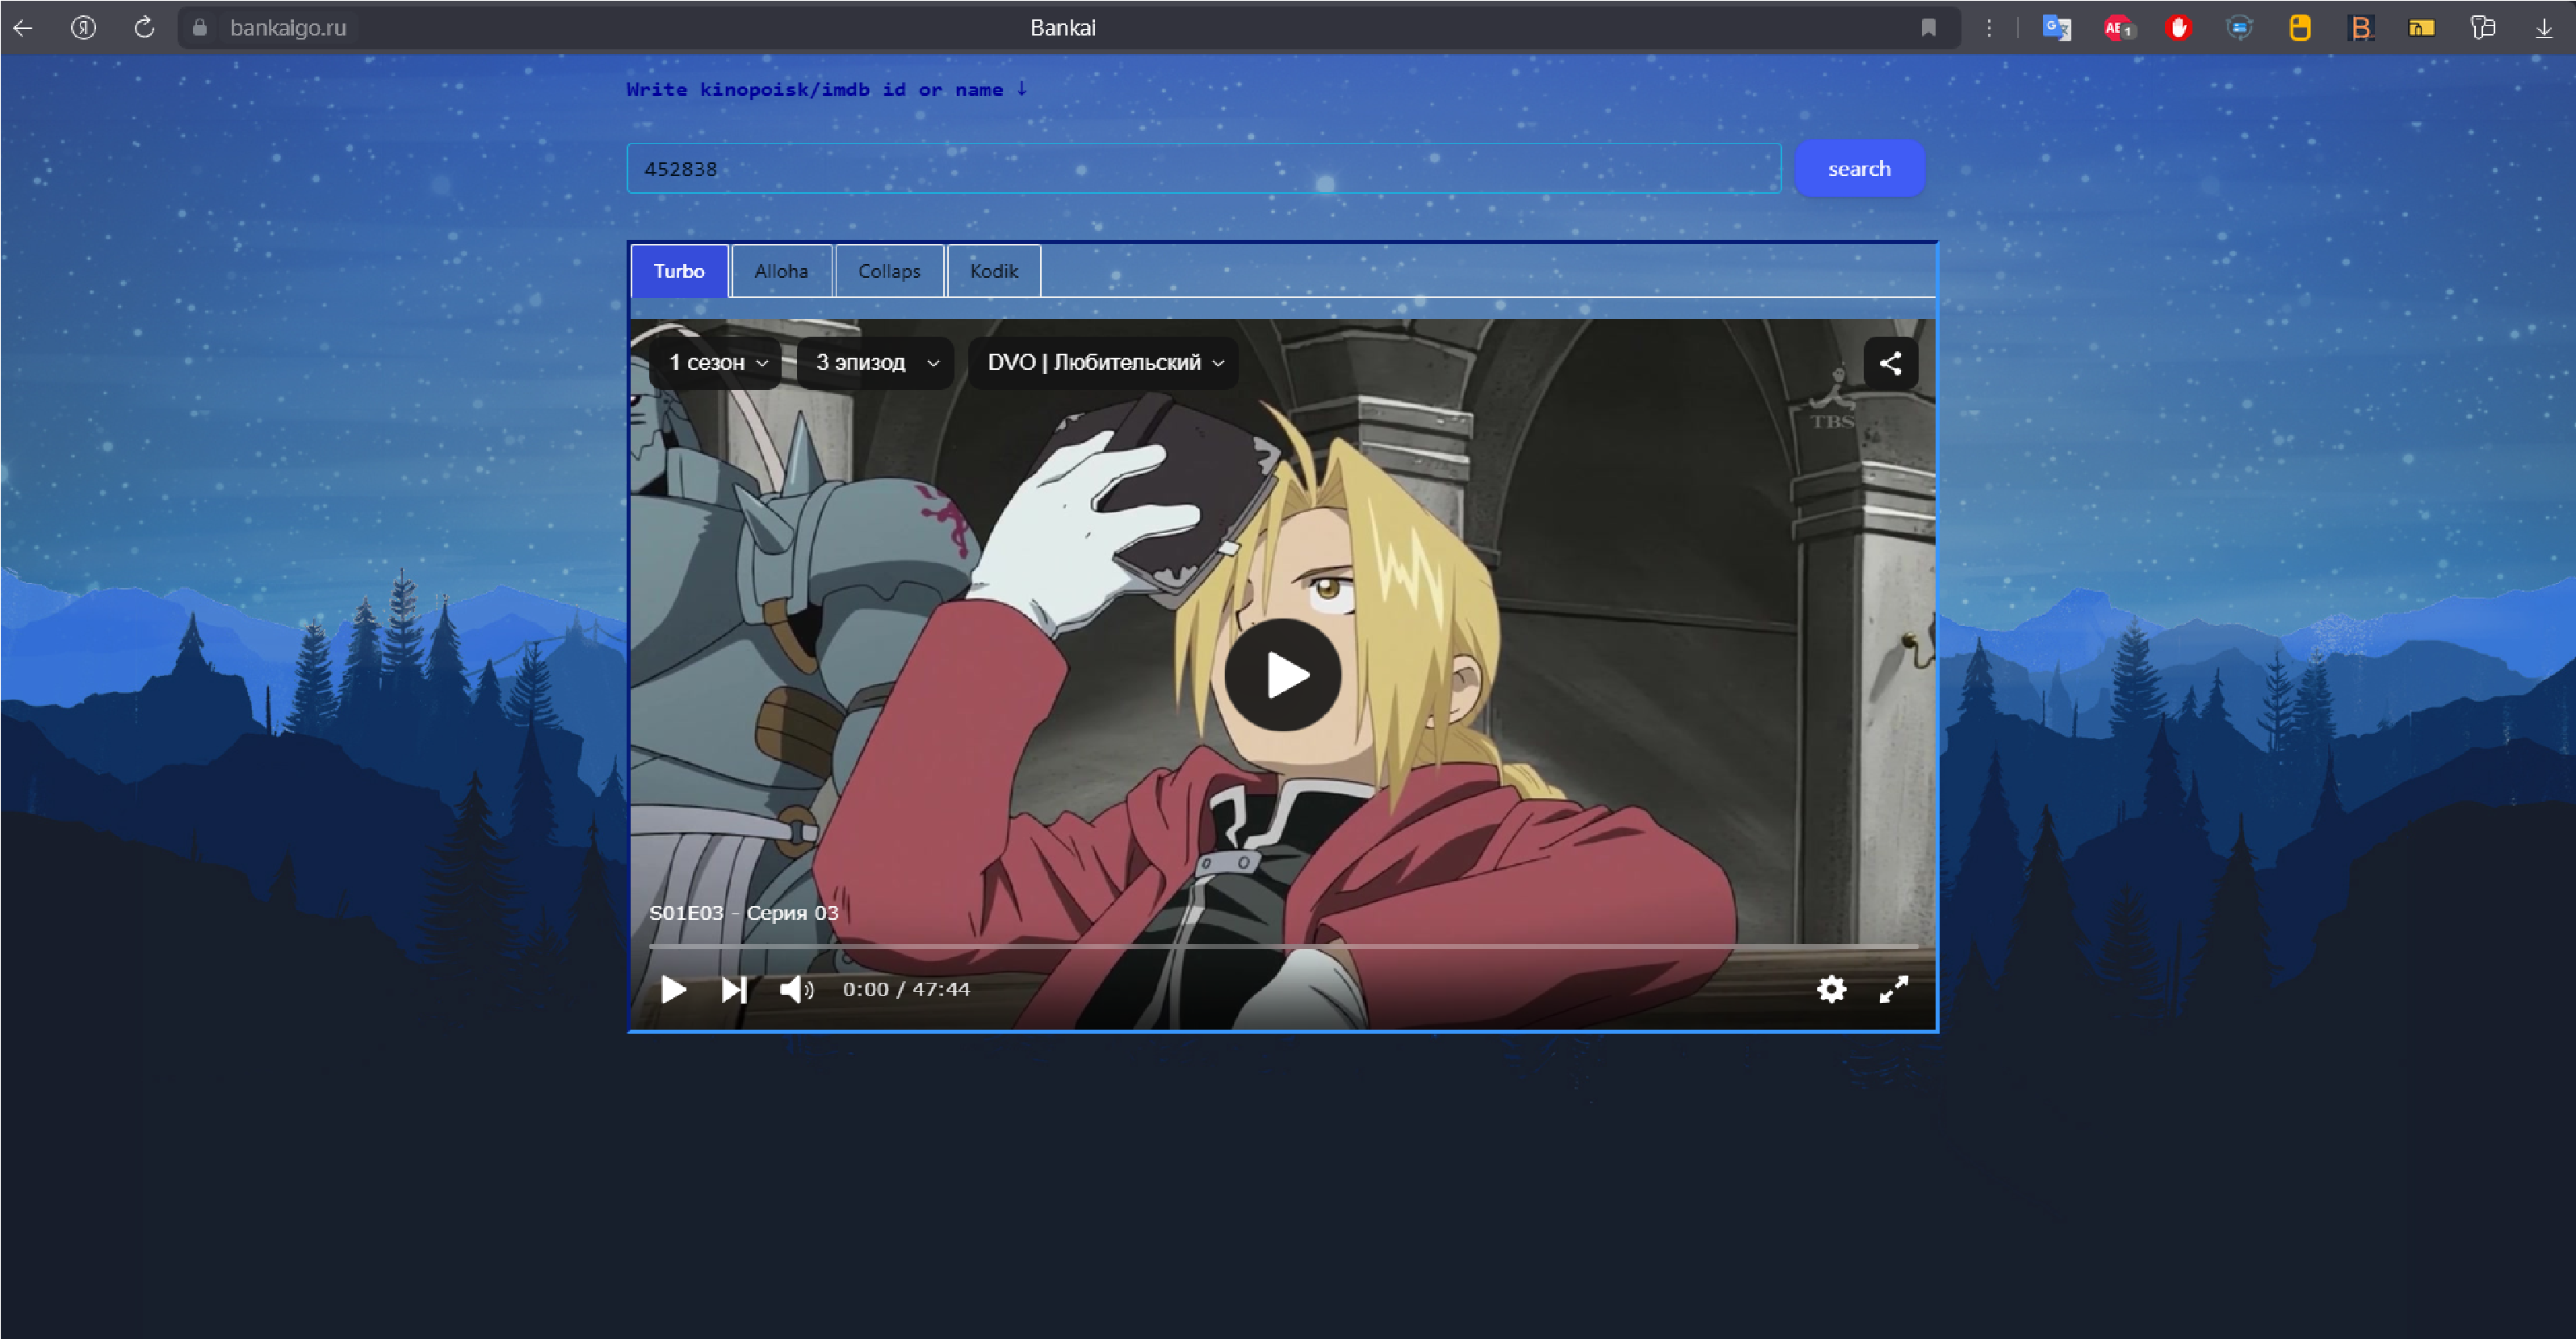 bankaigo.ru
Bankai
Write kinopoisk/imdb id or name ↓
452838
search
Turbo
Alloha
Collaps
Kodik
1 сезон
3 эпизод
DVO | Любительский
TBS
S01E03 - Серия 03
0:00 / 47:44